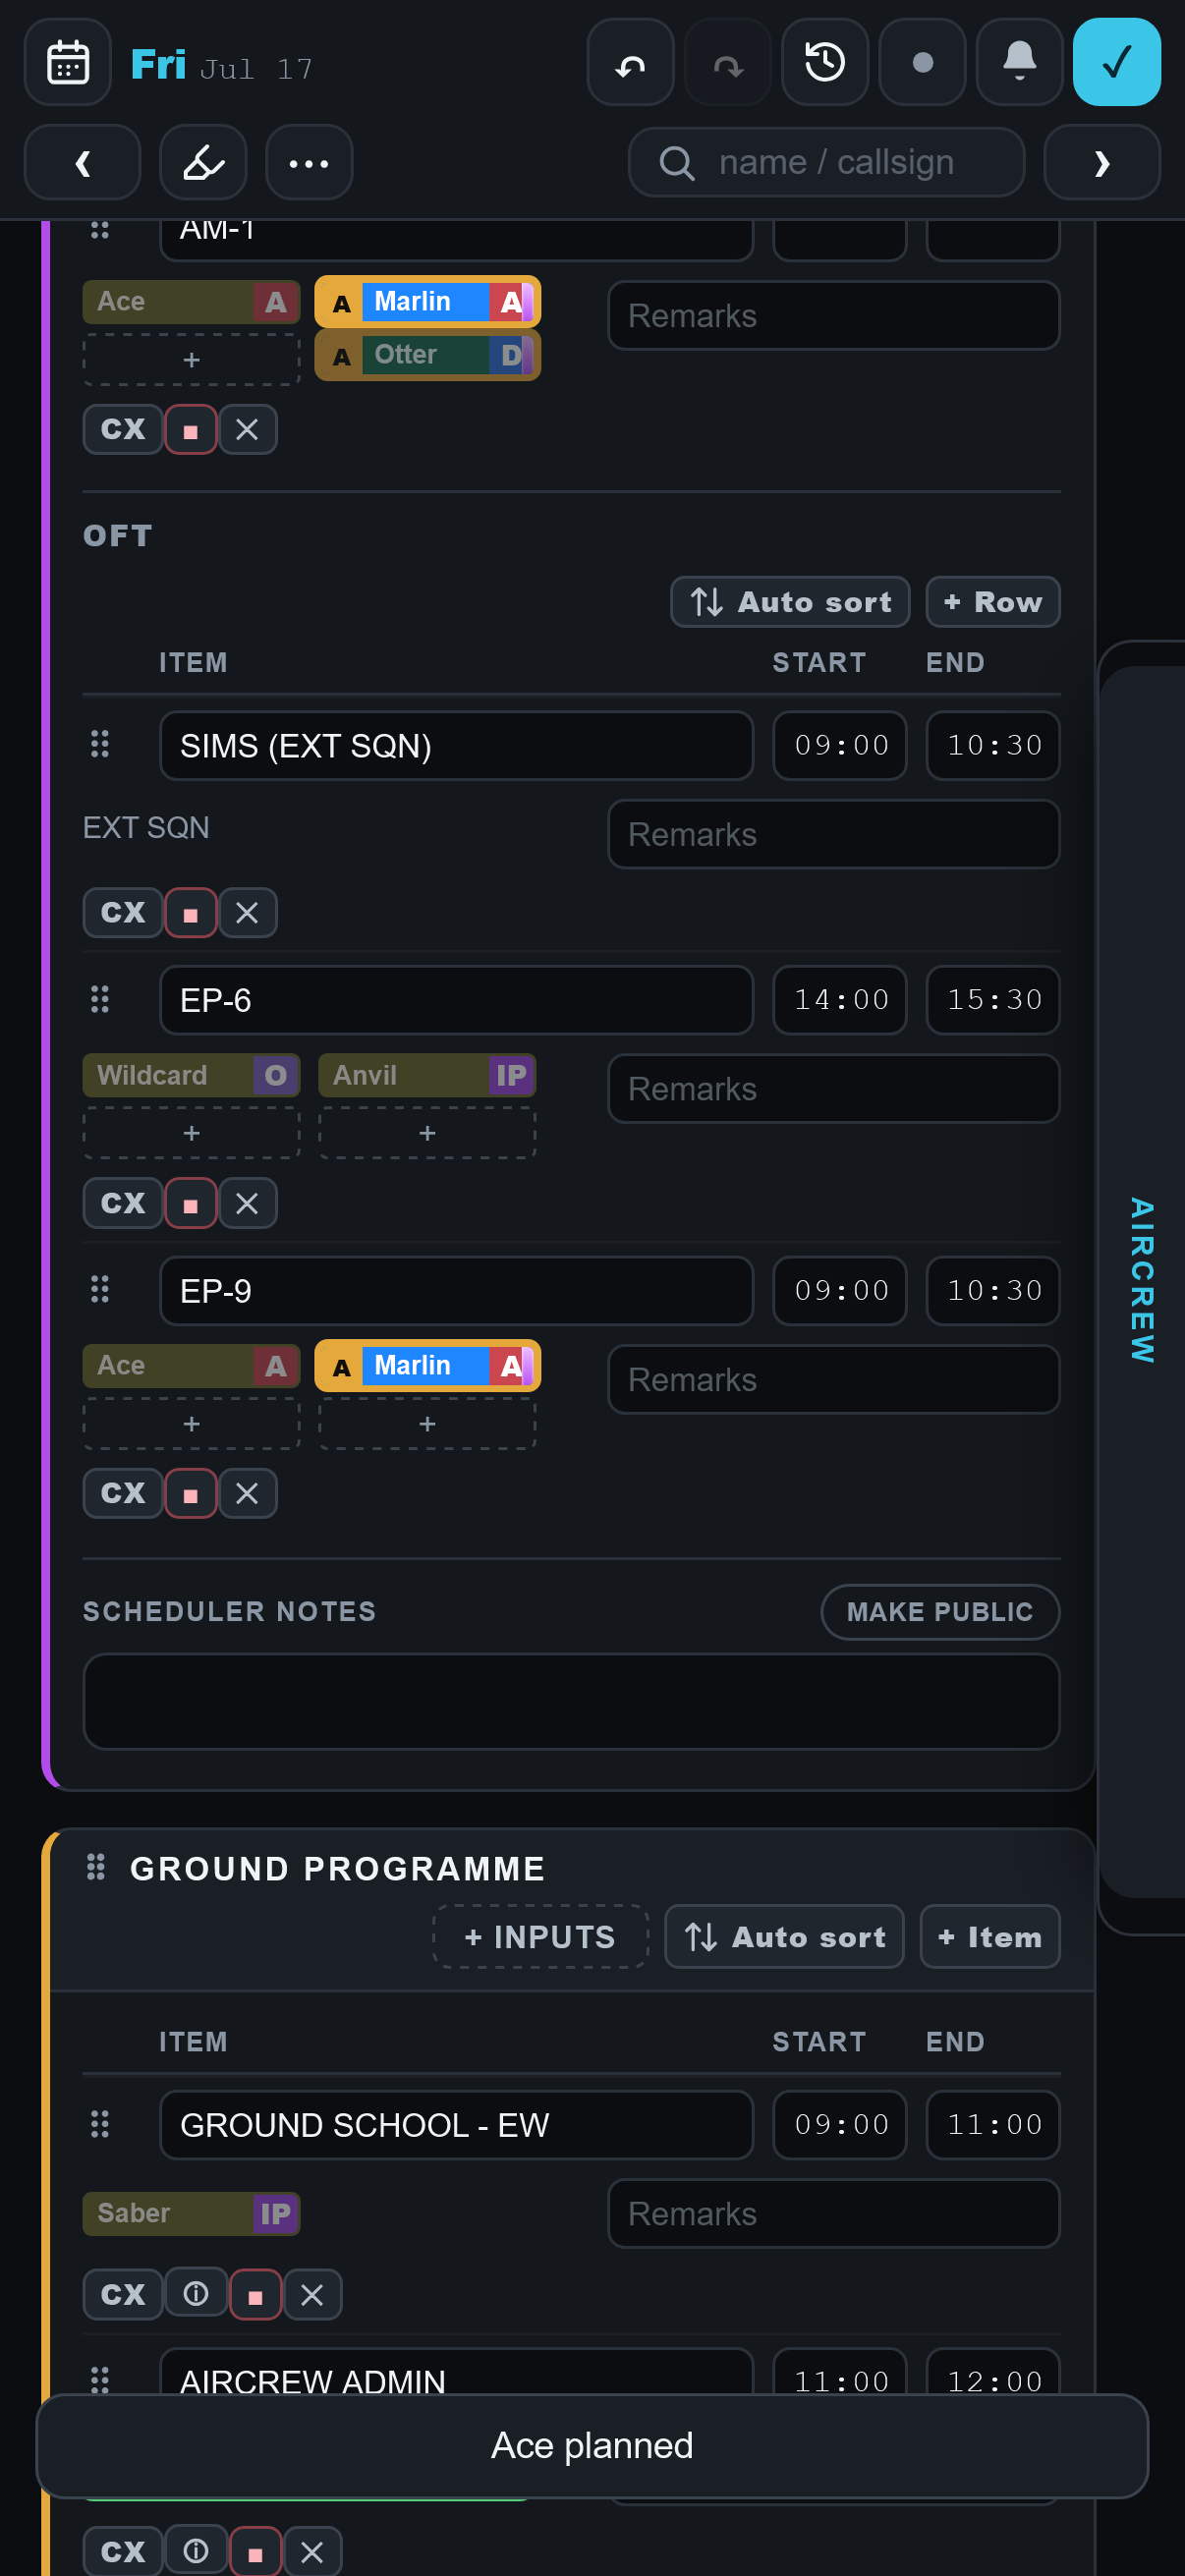 Fri Jul 17
name / callsign
AM-1
Ace A A Marlin A Remarks
+ A Otter D
CX
OFT
Auto sort + Row
ITEM START END
SIMS (EXT SQN) 09:00 10:30
EXT SQN Remarks
CX
EP-6 14:00 15:30
Wildcard O Anvil IP Remarks
+ +
CX
EP-9 09:00 10:30
Ace A A Marlin A Remarks
+ +
CX
SCHEDULER NOTES MAKE PUBLIC
AIRCREW
GROUND PROGRAMME
+ INPUTS Auto sort + Item
ITEM START END
GROUND SCHOOL - EW 09:00 11:00
Saber IP Remarks
CX
AIRCREW ADMIN 11:00 12:00
Ace planned
CX